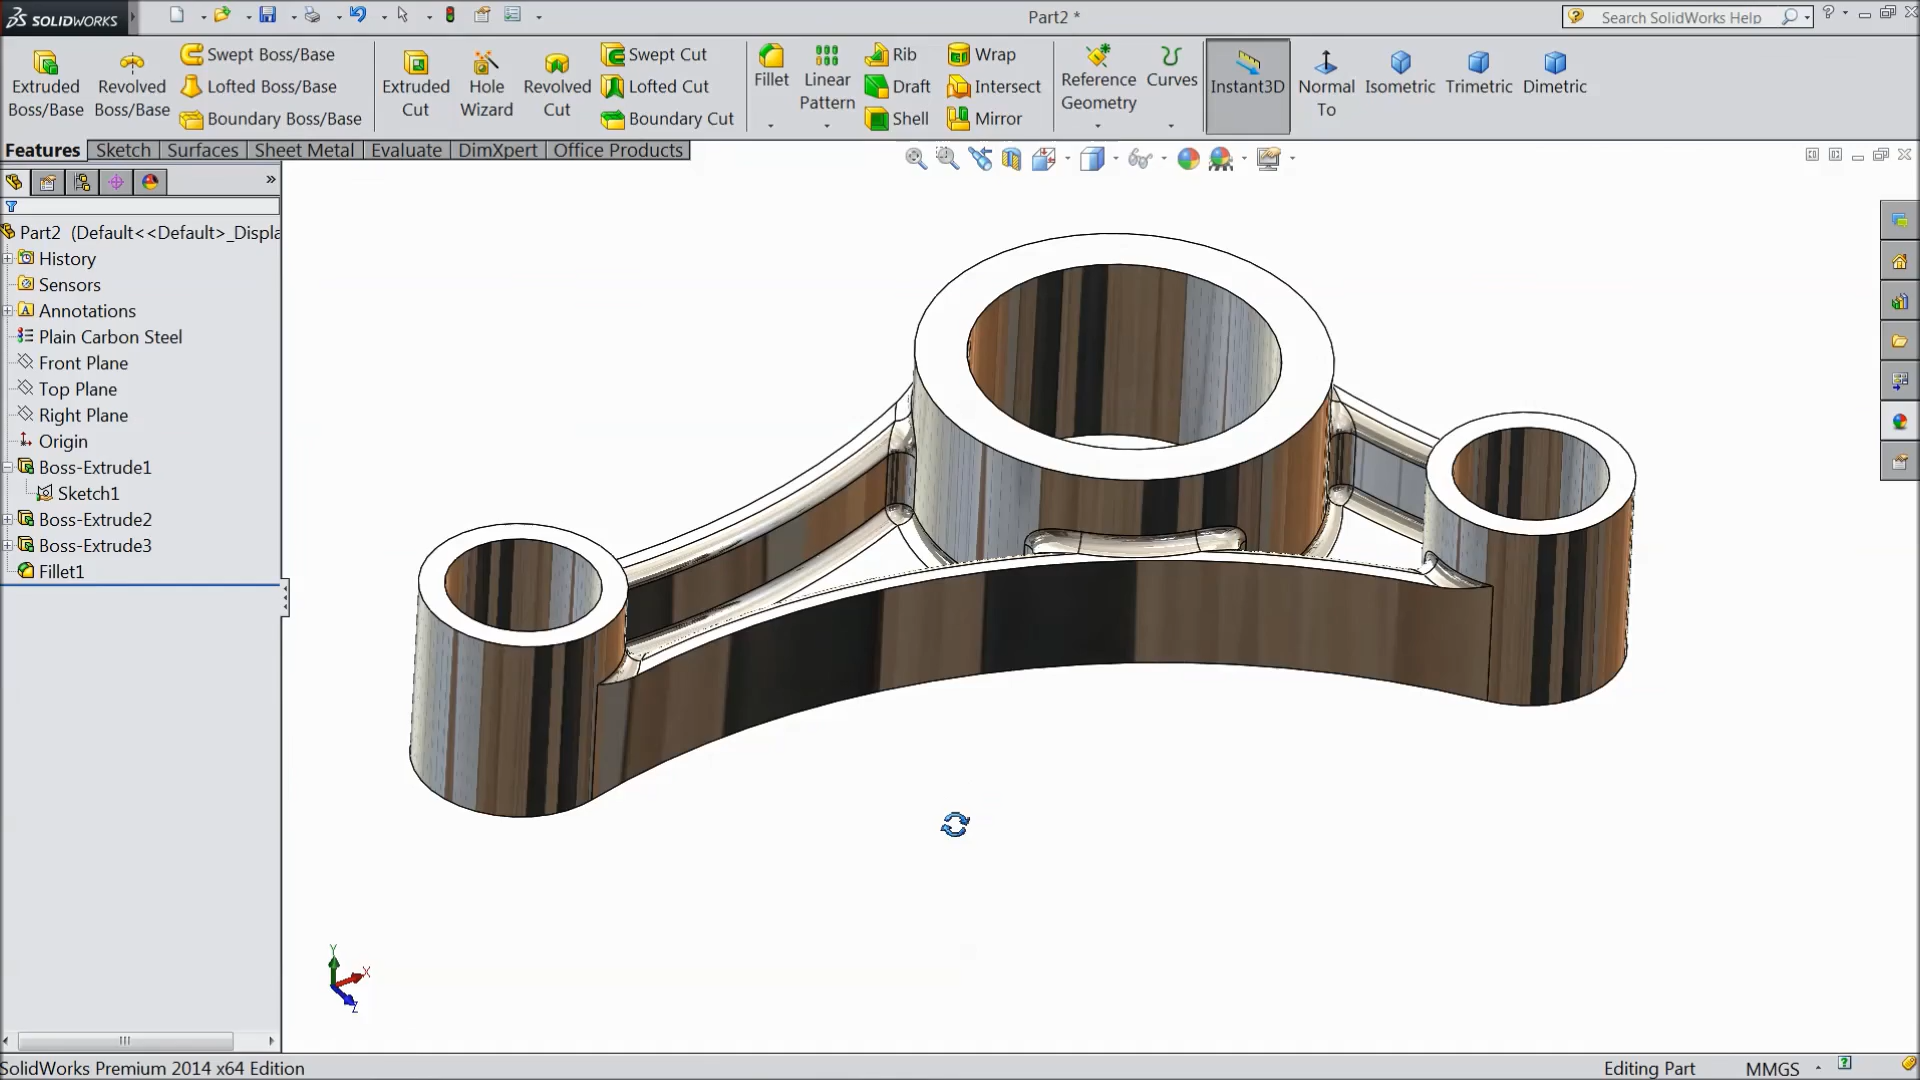 SOLIDWORKS
Part2 *
Search SolidWorks Help
Extruded Boss/Base
Revolved Boss/Base
Swept Boss/Base
Lofted Boss/Base
Boundary Boss/Base
Extruded Cut
Hole Wizard
Revolved Cut
Swept Cut
Lofted Cut
Boundary Cut
Fillet
Linear Pattern
Rib
Draft
Shell
Wrap
Intersect
Mirror
Reference Geometry
Curves
Instant3D
Normal To
Isometric
Trimetric
Dimetric
Features
Sketch
Surfaces
Sheet Metal
Evaluate
DimXpert
Office Products
Part2 (Default<<Default>_Displa
History
Sensors
Annotations
Plain Carbon Steel
Front Plane
Top Plane
Right Plane
Origin
Boss-Extrude1
Sketch1
Boss-Extrude2
Boss-Extrude3
Fillet1
Y
X
Z
SolidWorks Premium 2014 x64 Edition
Editing Part
MMGS